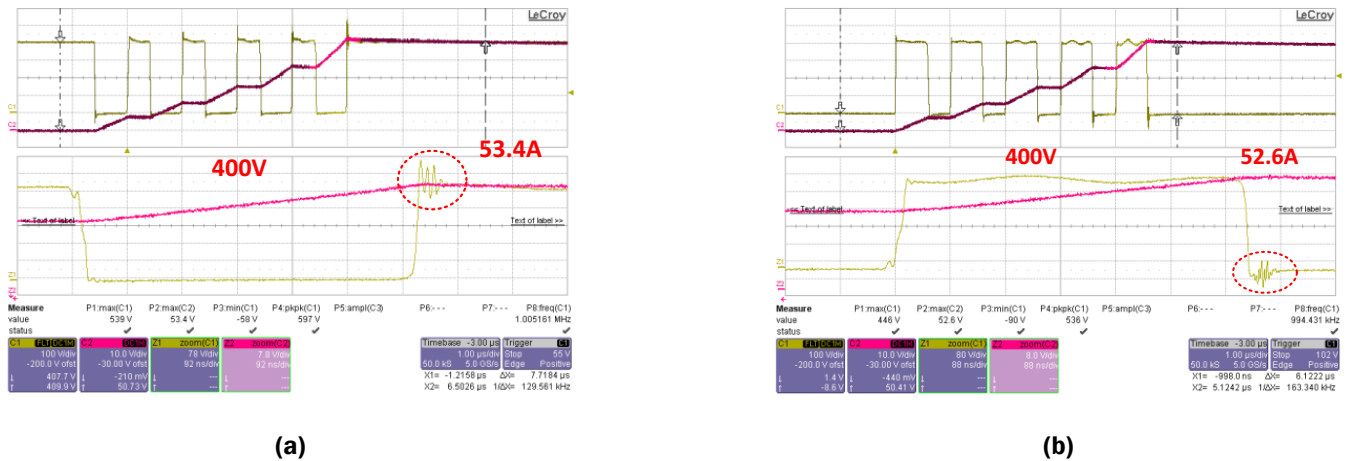 LeCroy
C1
C2
400V
53.4A
<< Text of label
Text of label >>
Measure P1:max(C1) P2:max(C2) P3:min(C1) P4:pkpk(C1) P5:ampl(C3) P6:--- P7:--- P8:freq(C1)
value 539 V 53.4 V -58 V 597 V 1.005161 MHz
status
C1 FLT DC1M C2 DC1M Z1 zoom(C1) Z2 zoom(C2) Timebase -3.00 µs Trigger C1
100 V/div 10.0 V/div 78 V/div 7.8 V/div 1.00 µs/div Stop 55 V
-200.0 V ofst -30.00 V ofst 92 ns/div 92 ns/div 50.0 kS 5.0 GS/s Edge Positive
407.7 V -210 mV --- --- X1= -1.2158 µs ΔX= 7.7184 µs
409.9 V 50.73 V --- --- X2= 6.5026 µs 1/ΔX= 129.561 kHz
(a)
LeCroy
C1
C2
400V
52.6A
<< Text of label
Text of label >>
Measure P1:max(C1) P2:max(C2) P3:min(C1) P4:pkpk(C1) P5:ampl(C3) P6:--- P7:--- P8:freq(C1)
value 446 V 52.6 V -90 V 536 V 994.431 kHz
status
C1 FLT DC1M C2 DC1M Z1 zoom(C1) Z2 zoom(C2) Timebase -3.00 µs Trigger C1
100 V/div 10.0 V/div 80 V/div 8.0 V/div 1.00 µs/div Stop 102 V
-200.0 V ofst -30.00 V ofst 88 ns/div 88 ns/div 50.0 kS 5.0 GS/s Edge Positive
1.4 V -440 mV --- --- X1= -998.0 ns ΔX= 6.1222 µs
-8.6 V 50.41 V --- --- X2= 5.1242 µs 1/ΔX= 163.340 kHz
(b)